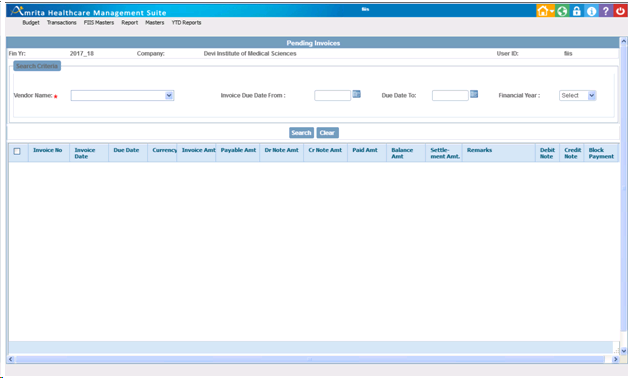 Amrita Healthcare Management Suite
fiis
Budget Transactions FIIS Masters Report Masters YTD Reports
Pending Invoices
Fin Yr: 2017_18 Company: Devi Institute of Medical Sciences User ID: fiis
Search Criteria
Vendor Name: * Invoice Due Date From : Due Date To: Financial Year : Select
Search Clear
Invoice No Invoice Date Due Date Currency Invoice Amt Payable Amt Dr Note Amt Cr Note Amt Paid Amt Balance Amt Settle-ment Amt. Remarks Debit Note Credit Note Block Payment